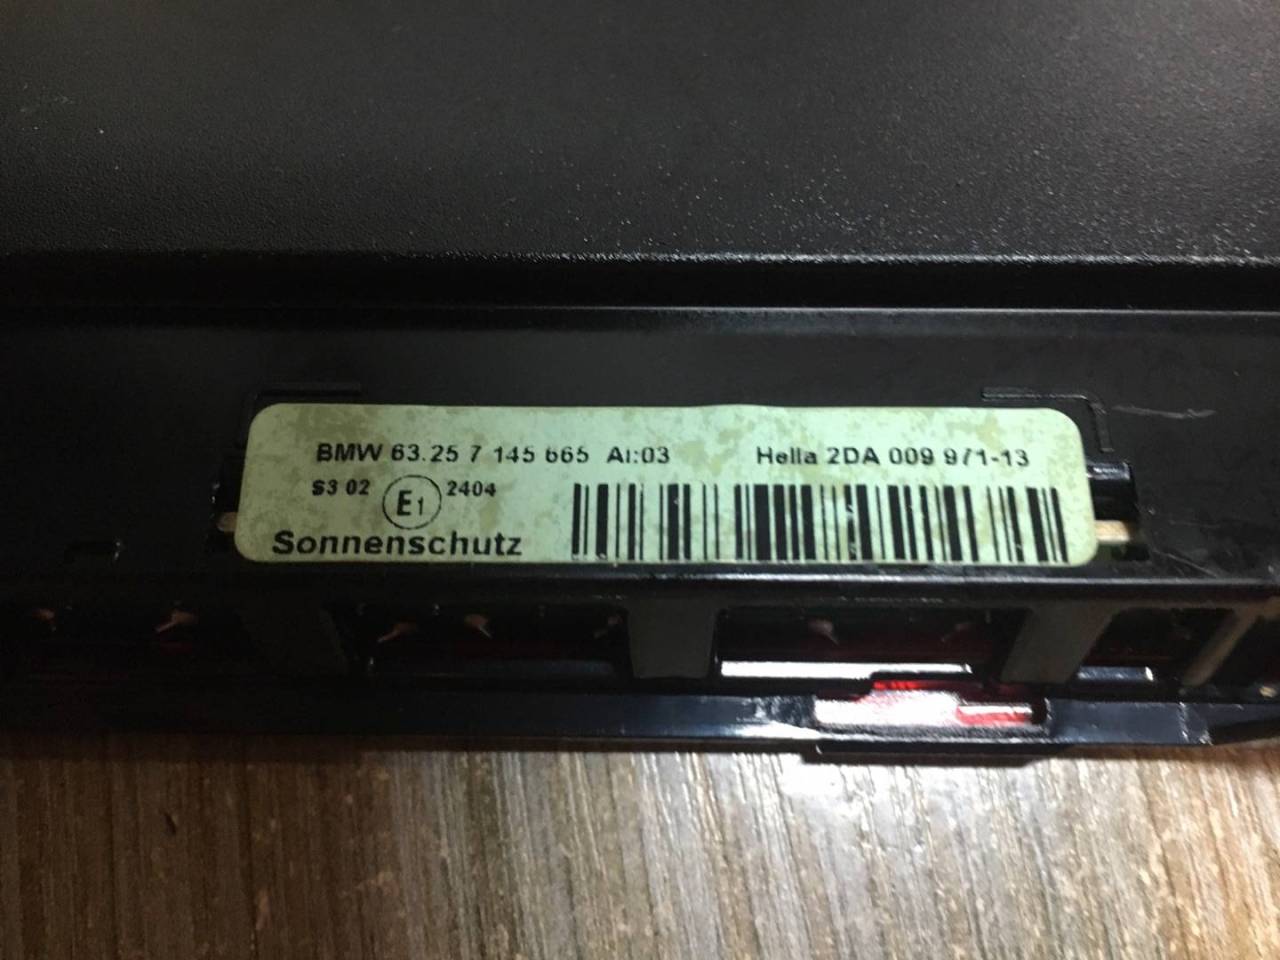 BMW 63.25 7 145 665 AI:03
Hella 2DA 009 971-13
S3 02 E1 2404
Sonnenschutz